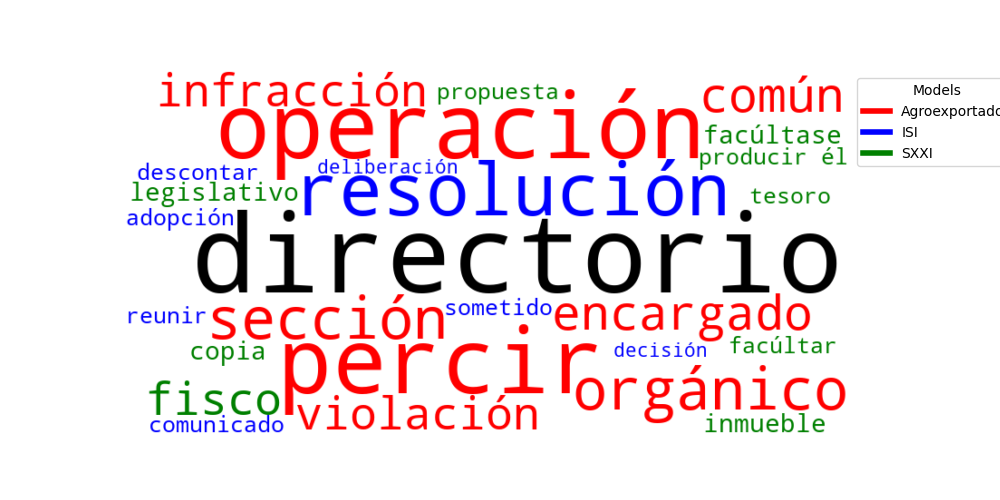 infracción propuesta común
operación facúltase
producir él
descontar deliberación
legislativo resolución tesoro
adopción
directorio
reunir sección sometido encargado
copia percir decisión facúltar
fisco violación orgánico
comunicado inmueble
Models
Agroexportado
ISI
SXXI